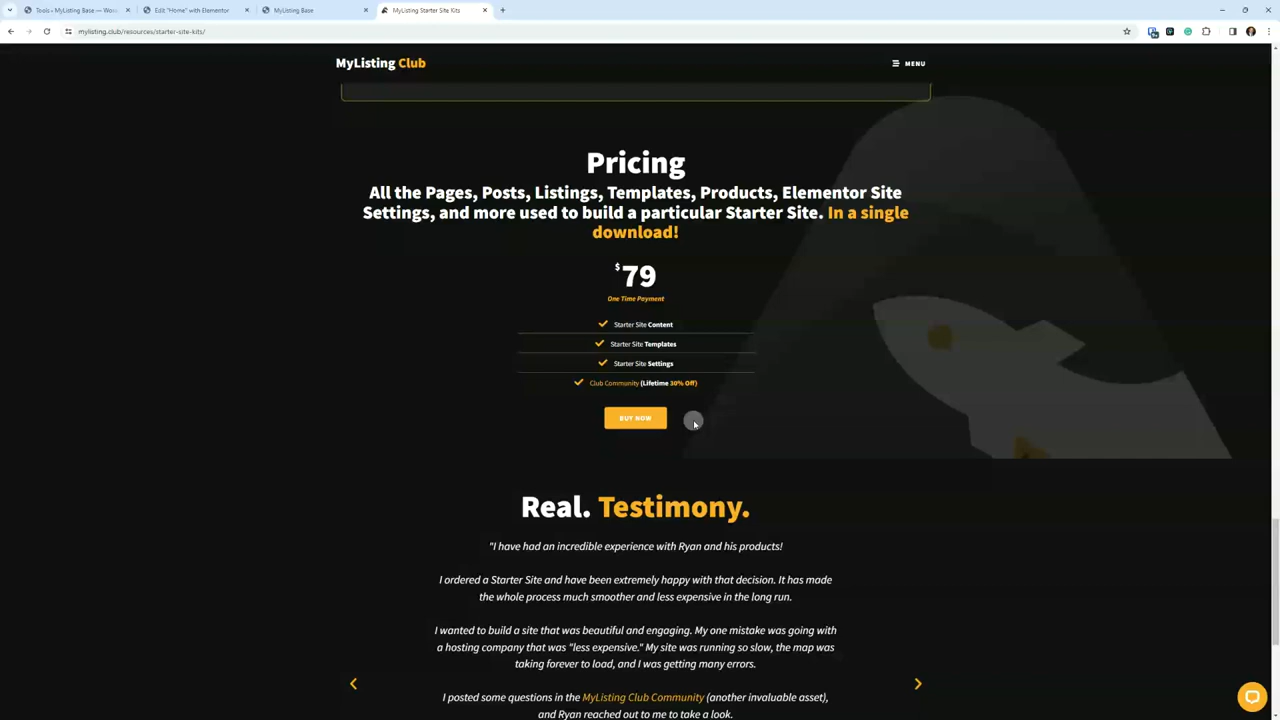 Tools ‹ MyListing Base — Wor
Edit "Home" with Elementor
MyListing Base
MyListing Starter Site Kits
mylisting.club/resources/starter-site-kits/
MyListing Club
MENU
Pricing
All the Pages, Posts, Listings, Templates, Products, Elementor Site
Settings, and more used to build a particular Starter Site. In a single
download!
$79
One Time Payment
Starter Site Content
Starter Site Templates
Starter Site Settings
Club Community (Lifetime 30% Off)
BUY NOW
Real. Testimony.
"I have had an incredible experience with Ryan and his products!
I ordered a Starter Site and have been extremely happy with that decision. It has made
the whole process much smoother and less expensive in the long run.
I wanted to build a site that was beautiful and engaging. My one mistake was going with
a hosting company that was "less expensive." My site was running so slow, the map was
taking forever to load, and I was getting many errors.
I posted some questions in the MyListing Club Community (another invaluable asset),
and Ryan reached out to me to take a look.